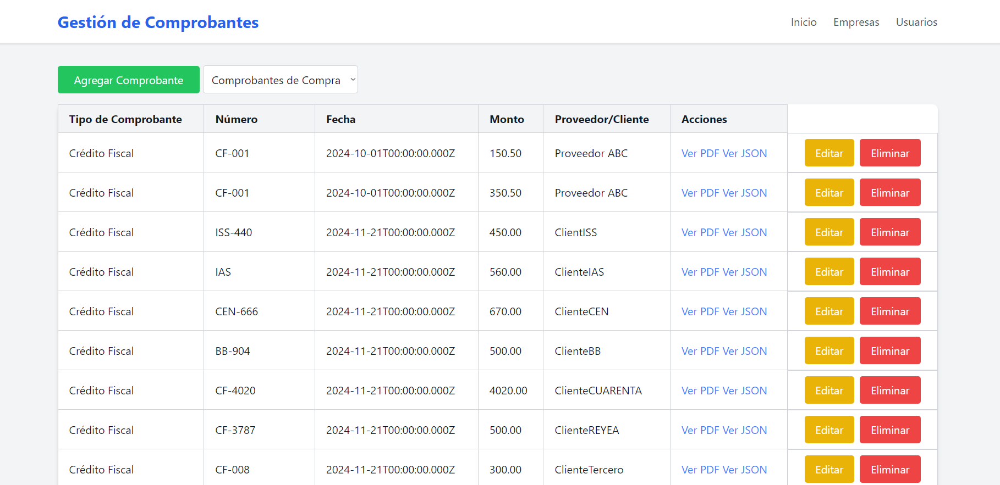 Gestión de Comprobantes Inicio Empresas Usuarios
Agregar Comprobante Comprobantes de Compra
Tipo de Comprobante Número Fecha Monto Proveedor/Cliente Acciones
Crédito Fiscal CF-001 2024-10-01T00:00:00.000Z 150.50 Proveedor ABC Ver PDF Ver JSON Editar Eliminar
Crédito Fiscal CF-001 2024-10-01T00:00:00.000Z 350.50 Proveedor ABC Ver PDF Ver JSON Editar Eliminar
Crédito Fiscal ISS-440 2024-11-21T00:00:00.000Z 450.00 ClientISS Ver PDF Ver JSON Editar Eliminar
Crédito Fiscal IAS 2024-11-21T00:00:00.000Z 560.00 ClienteIAS Ver PDF Ver JSON Editar Eliminar
Crédito Fiscal CEN-666 2024-11-21T00:00:00.000Z 670.00 ClienteCEN Ver PDF Ver JSON Editar Eliminar
Crédito Fiscal BB-904 2024-11-21T00:00:00.000Z 500.00 ClienteBB Ver PDF Ver JSON Editar Eliminar
Crédito Fiscal CF-4020 2024-11-21T00:00:00.000Z 4020.00 ClienteCUARENTA Ver PDF Ver JSON Editar Eliminar
Crédito Fiscal CF-3787 2024-11-21T00:00:00.000Z 500.00 ClienteREYEA Ver PDF Ver JSON Editar Eliminar
Crédito Fiscal CF-008 2024-11-21T00:00:00.000Z 300.00 ClienteTercero Ver PDF Ver JSON Editar Eliminar